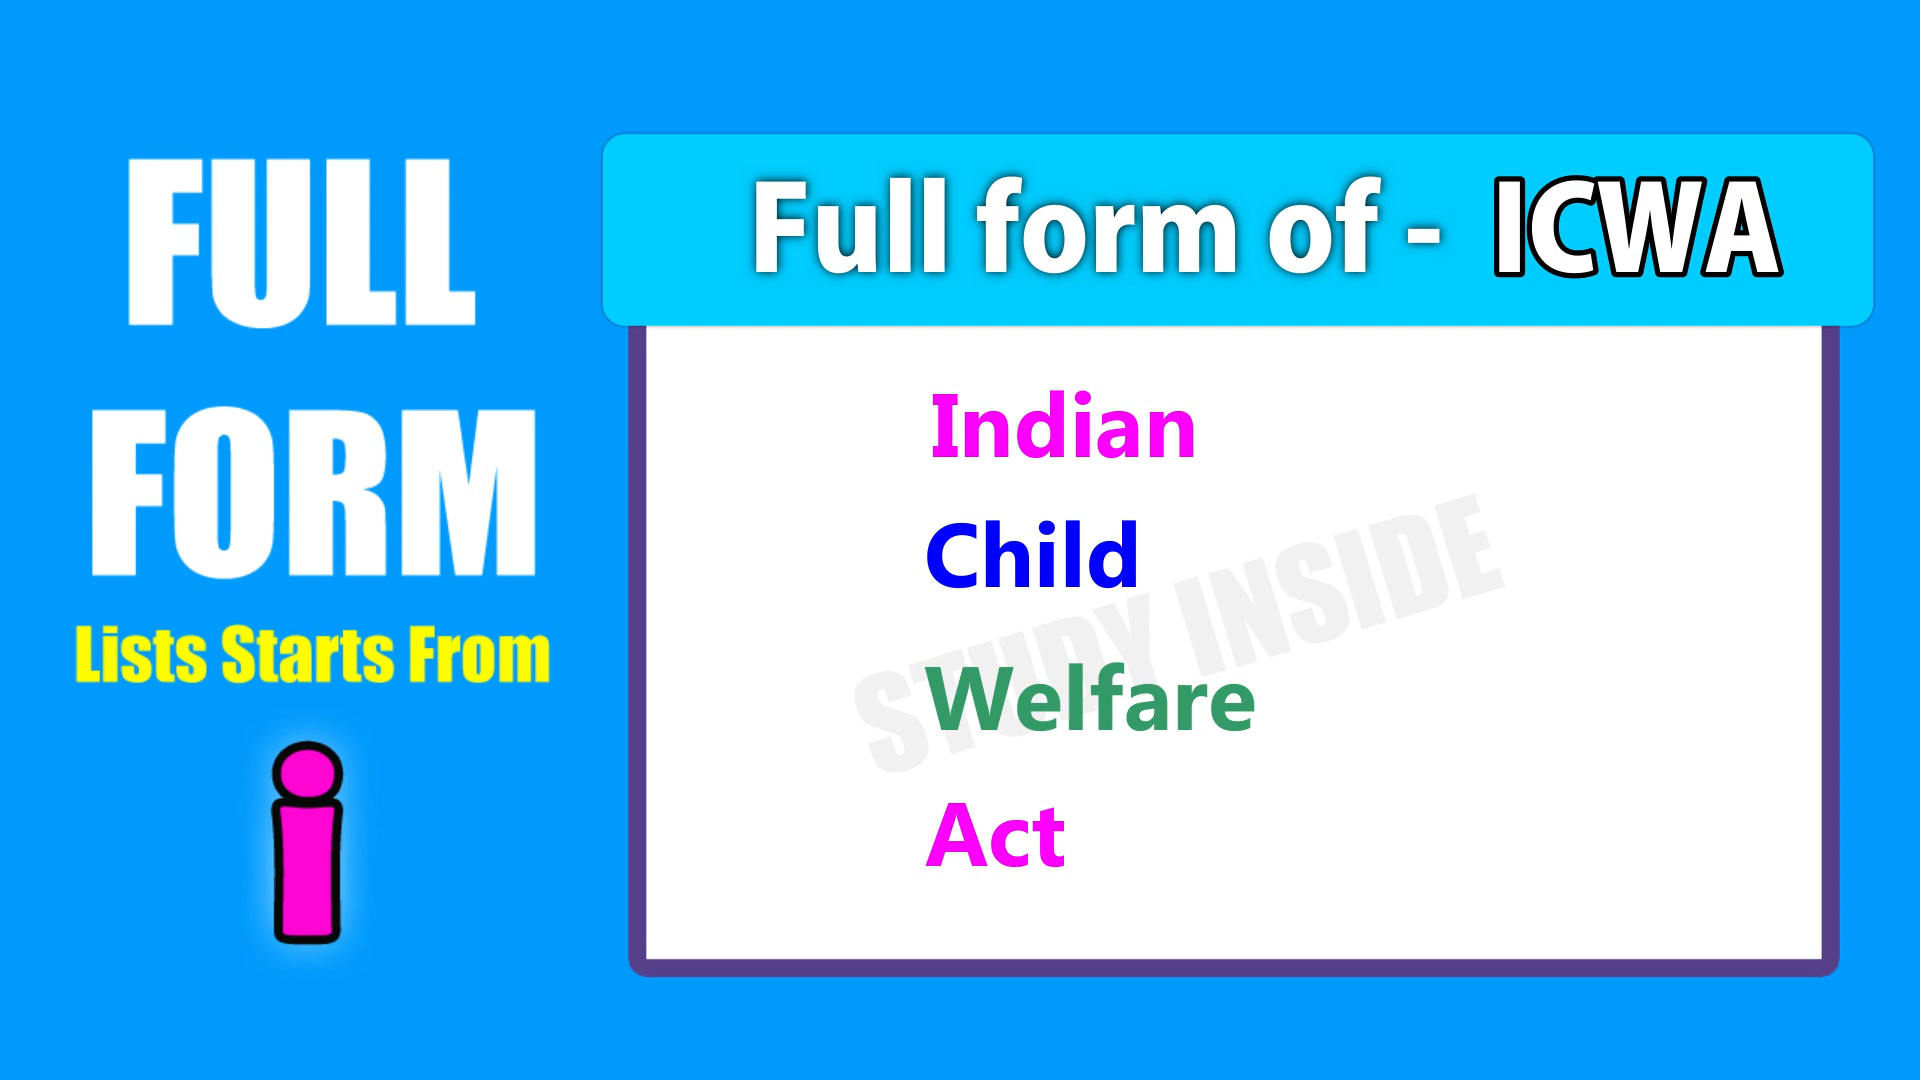 FULL
FORM
Lists Starts From
i
Full form of - ICWA
Indian
Child
Welfare
Act
STUDY INSIDE